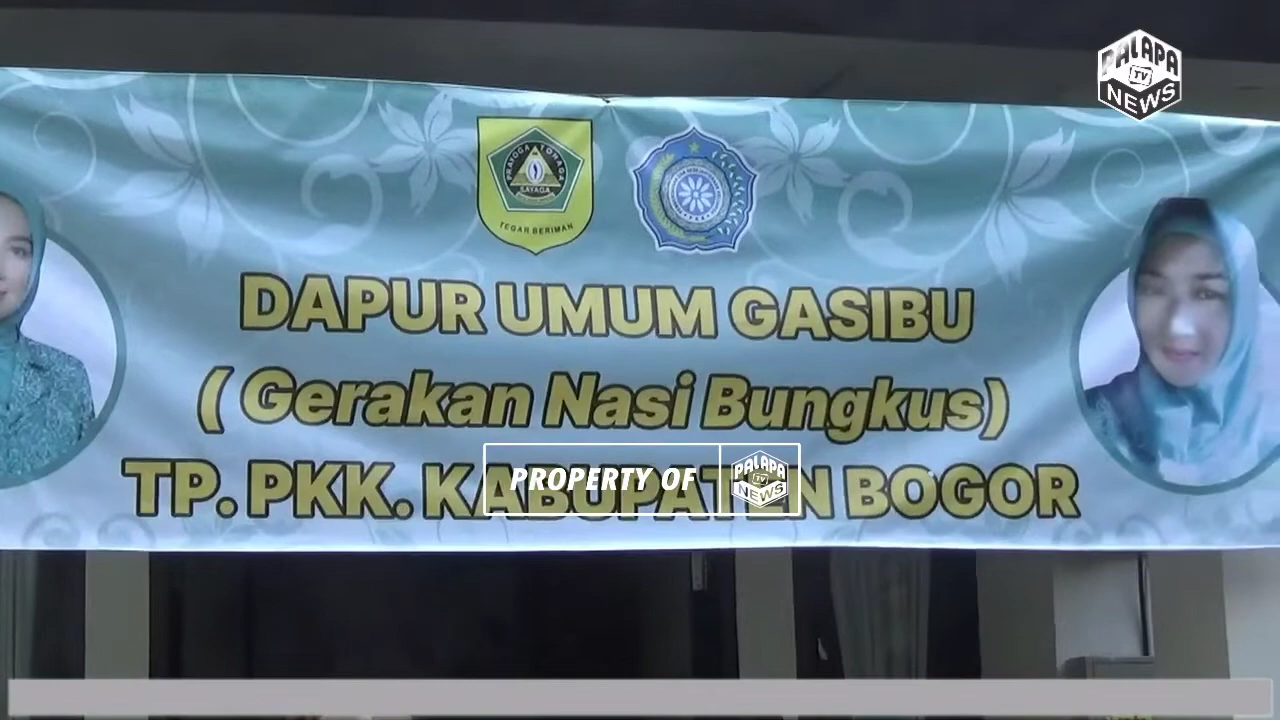 PALAPA
TV
NEWS
PRAYOGA TOHAGA
SAYAGA
TEGAR BERIMAN
DAPUR UMUM GASIBU
( Gerakan Nasi Bungkus)
TP. PKK. KABUPATEN BOGOR
PROPERTY OF
PALAPA
TV
NEWS